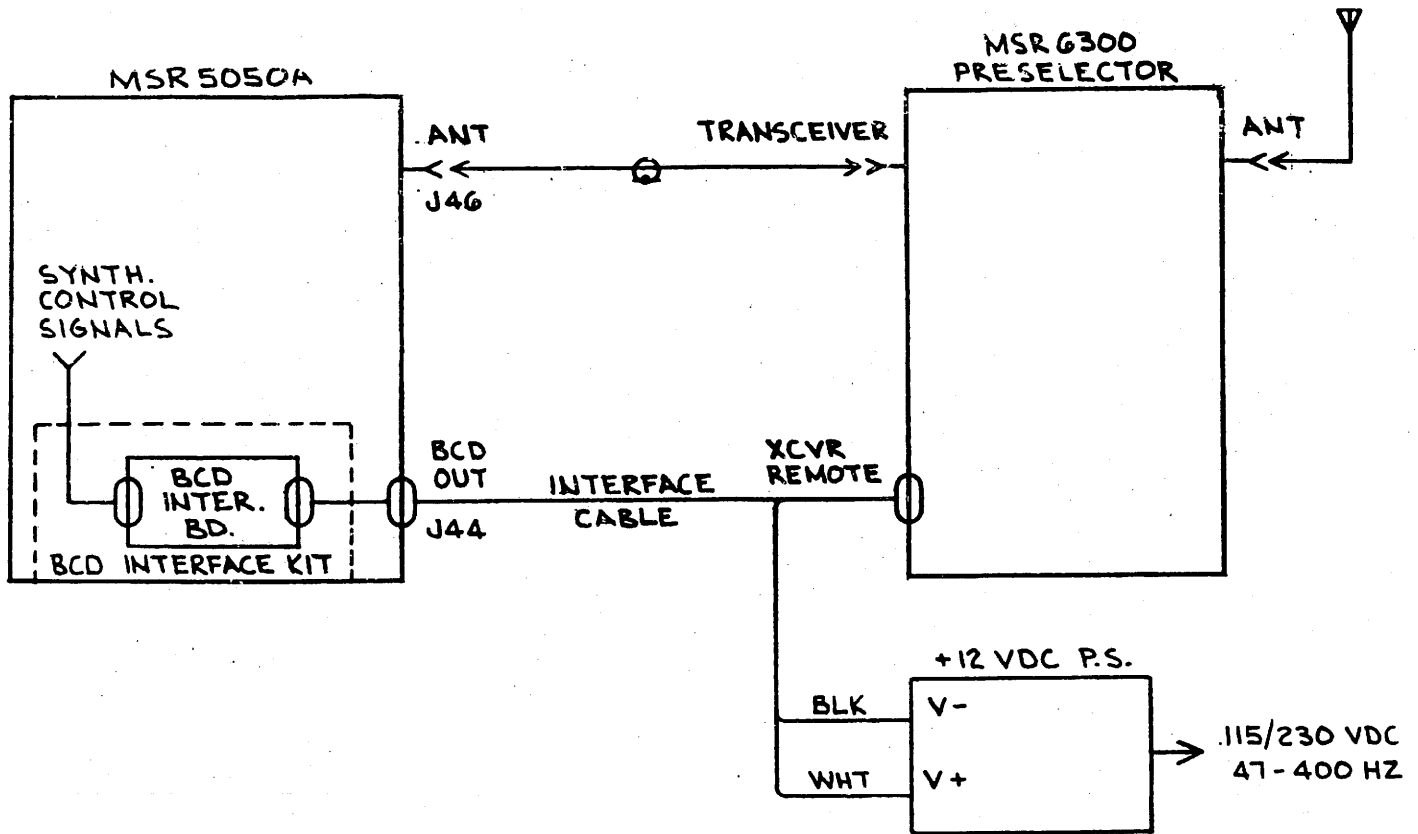 MSR 5050A
MSR 6300
PRESELECTOR
ANT
J46
TRANSCEIVER
ANT
SYNTH.
CONTROL
SIGNALS
BCD
INTER.
BD.
BCD INTERFACE KIT
BCD
OUT
J44
INTERFACE
CABLE
XCVR
REMOTE
+12 VDC P.S.
BLK
V-
WHT
V+
115/230 VDC
47-400 HZ